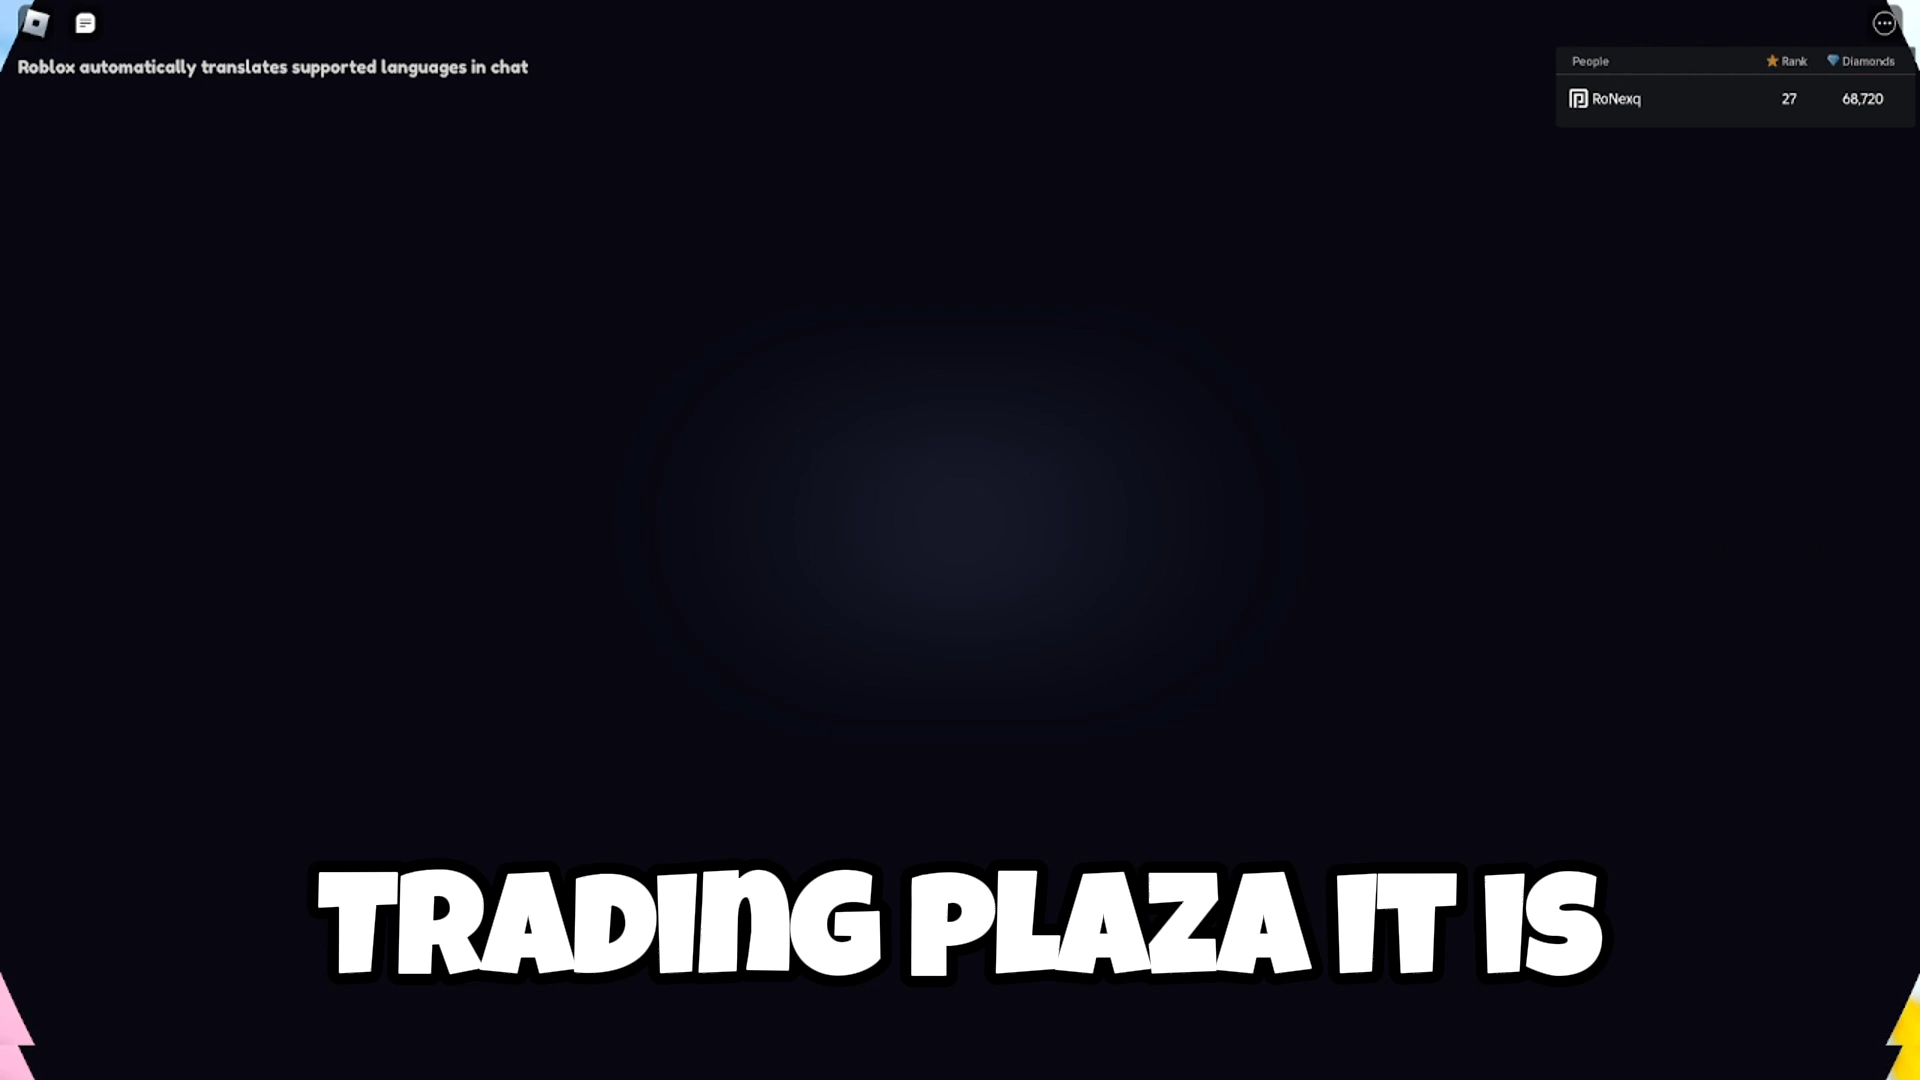 Roblox automatically translates supported languages in chat
People Rank Diamonds
RoNexq 27 68,720
TRADING PLAZA IT IS